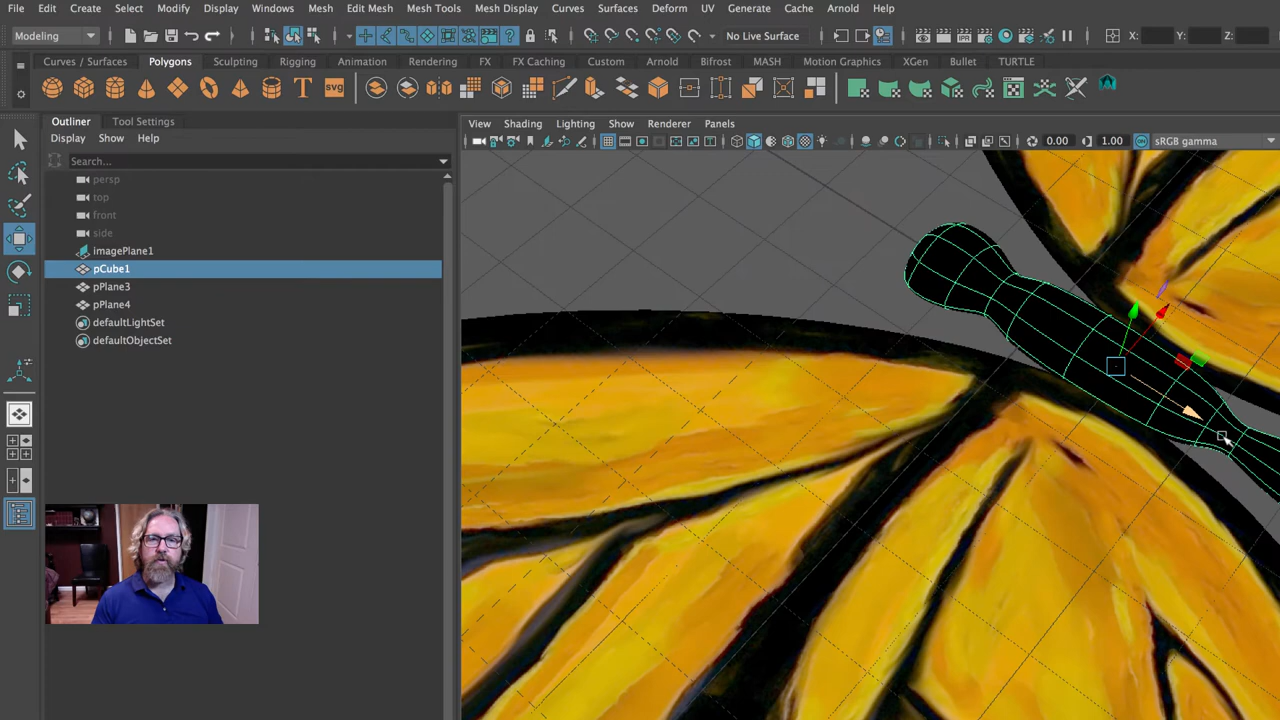 File Edit Create Select Modify Display Windows Mesh Edit Mesh Mesh Tools Mesh Display Curves Surfaces Deform UV Generate Cache Arnold Help
Modeling No Live Surface X: Y: Z:
Curves / Surfaces Polygons Sculpting Rigging Animation Rendering FX FX Caching Custom Arnold Bifrost MASH Motion Graphics XGen Bullet TURTLE
T svg
Outliner Tool Settings
View Shading Lighting Show Renderer Panels
Display Show Help
0.00 1.00 sRGB gamma
Search...
persp
top
front
side
imagePlane1
pCube1
pPlane3
pPlane4
defaultLightSet
defaultObjectSet